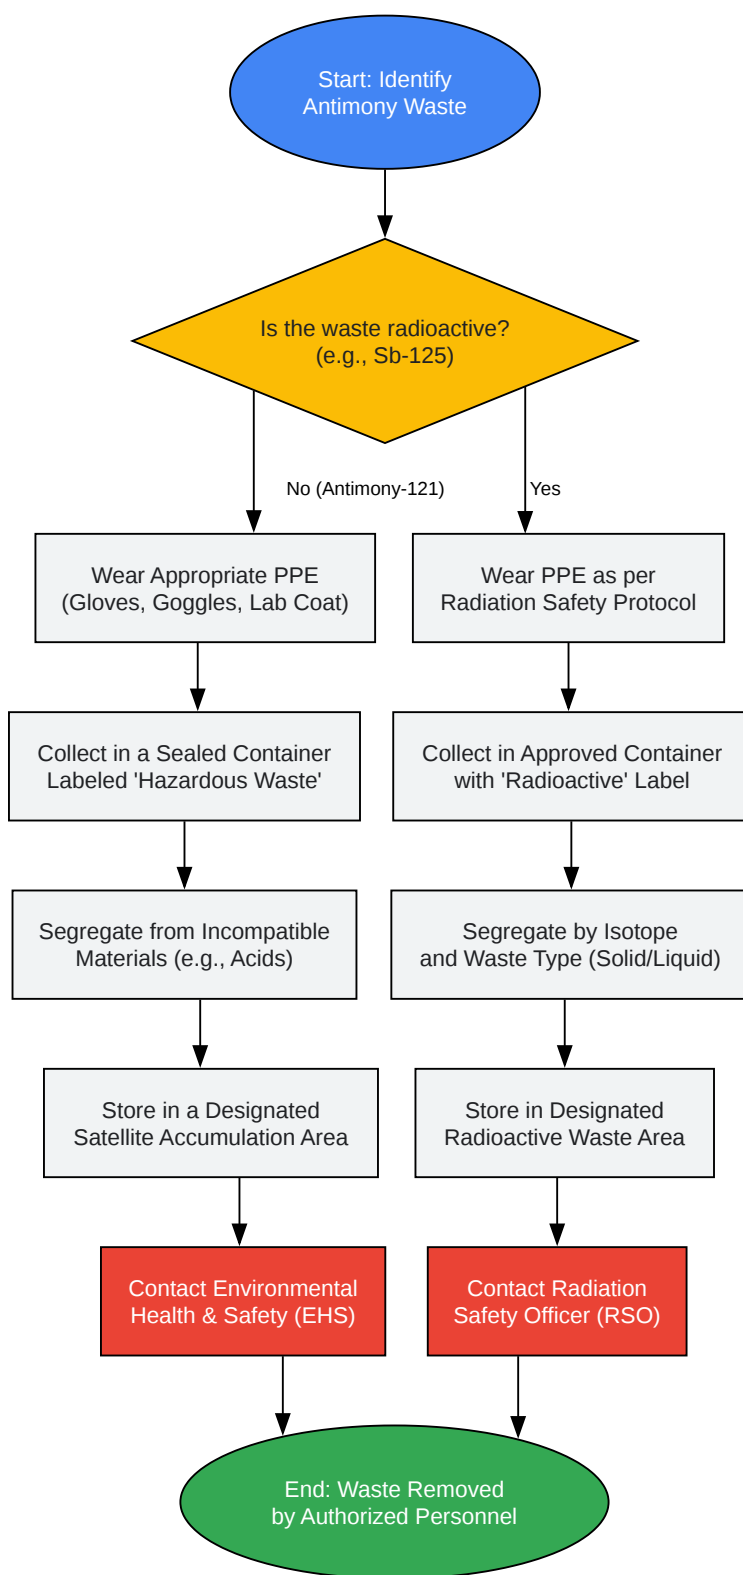 Start: Identify
Antimony Waste
Is the waste radioactive?
(e.g., Sb-125)
No (Antimony-121)
Yes
Wear Appropriate PPE
(Gloves, Goggles, Lab Coat)
Wear PPE as per
Radiation Safety Protocol
Collect in a Sealed Container
Labeled 'Hazardous Waste'
Collect in Approved Container
with 'Radioactive' Label
Segregate from Incompatible
Materials (e.g., Acids)
Segregate by Isotope
and Waste Type (Solid/Liquid)
Store in a Designated
Satellite Accumulation Area
Store in Designated
Radioactive Waste Area
Contact Environmental
Health & Safety (EHS)
Contact Radiation
Safety Officer (RSO)
End: Waste Removed
by Authorized Personnel